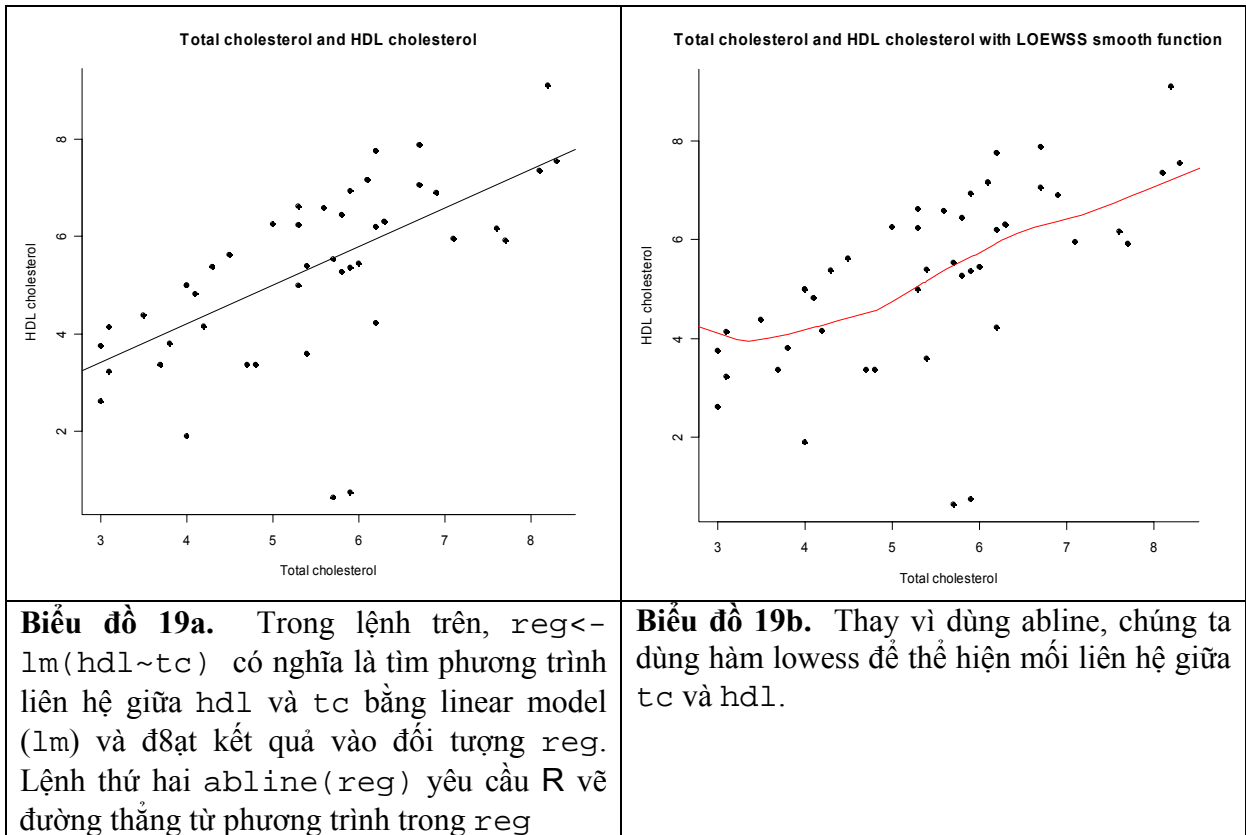 Total cholesterol and HDL cholesterol
HDL cholesterol
8
6
4
2
3 4 5 6 7 8
Total cholesterol
Total cholesterol and HDL cholesterol with LOEWSS smooth function
HDL cholesterol
8
6
4
2
3 4 5 6 7 8
Total cholesterol
Biểu đồ 19a. Trong lệnh trên, reg<-
lm(hdl~tc) có nghĩa là tìm phương trình
liên hệ giữa hdl và tc bằng linear model
(lm) và đ8ạt kết quả vào đối tượng reg.
Lệnh thứ hai abline(reg) yêu cầu R vẽ
đường thẳng từ phương trình trong reg
Biểu đồ 19b. Thay vì dùng abline, chúng ta
dùng hàm lowess để thể hiện mối liên hệ giữa
tc và hdl.